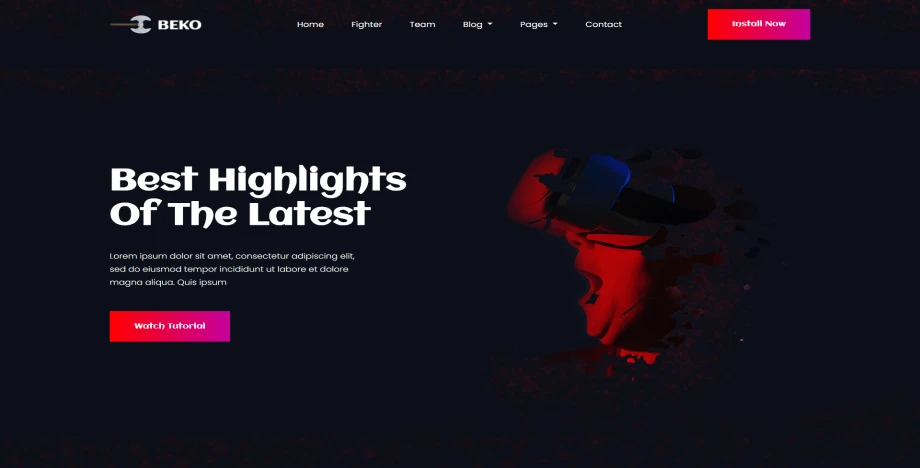 BEKO
Home
Fighter
Team
Blog
Pages
Contact
Install Now
Best Highlights
Of The Latest
Lorem ipsum dolor sit amet, consectetur adipiscing elit,
sed do eiusmod tempor incididunt ut labore et dolore
magna aliqua. Quis ipsum
Watch Tutorial